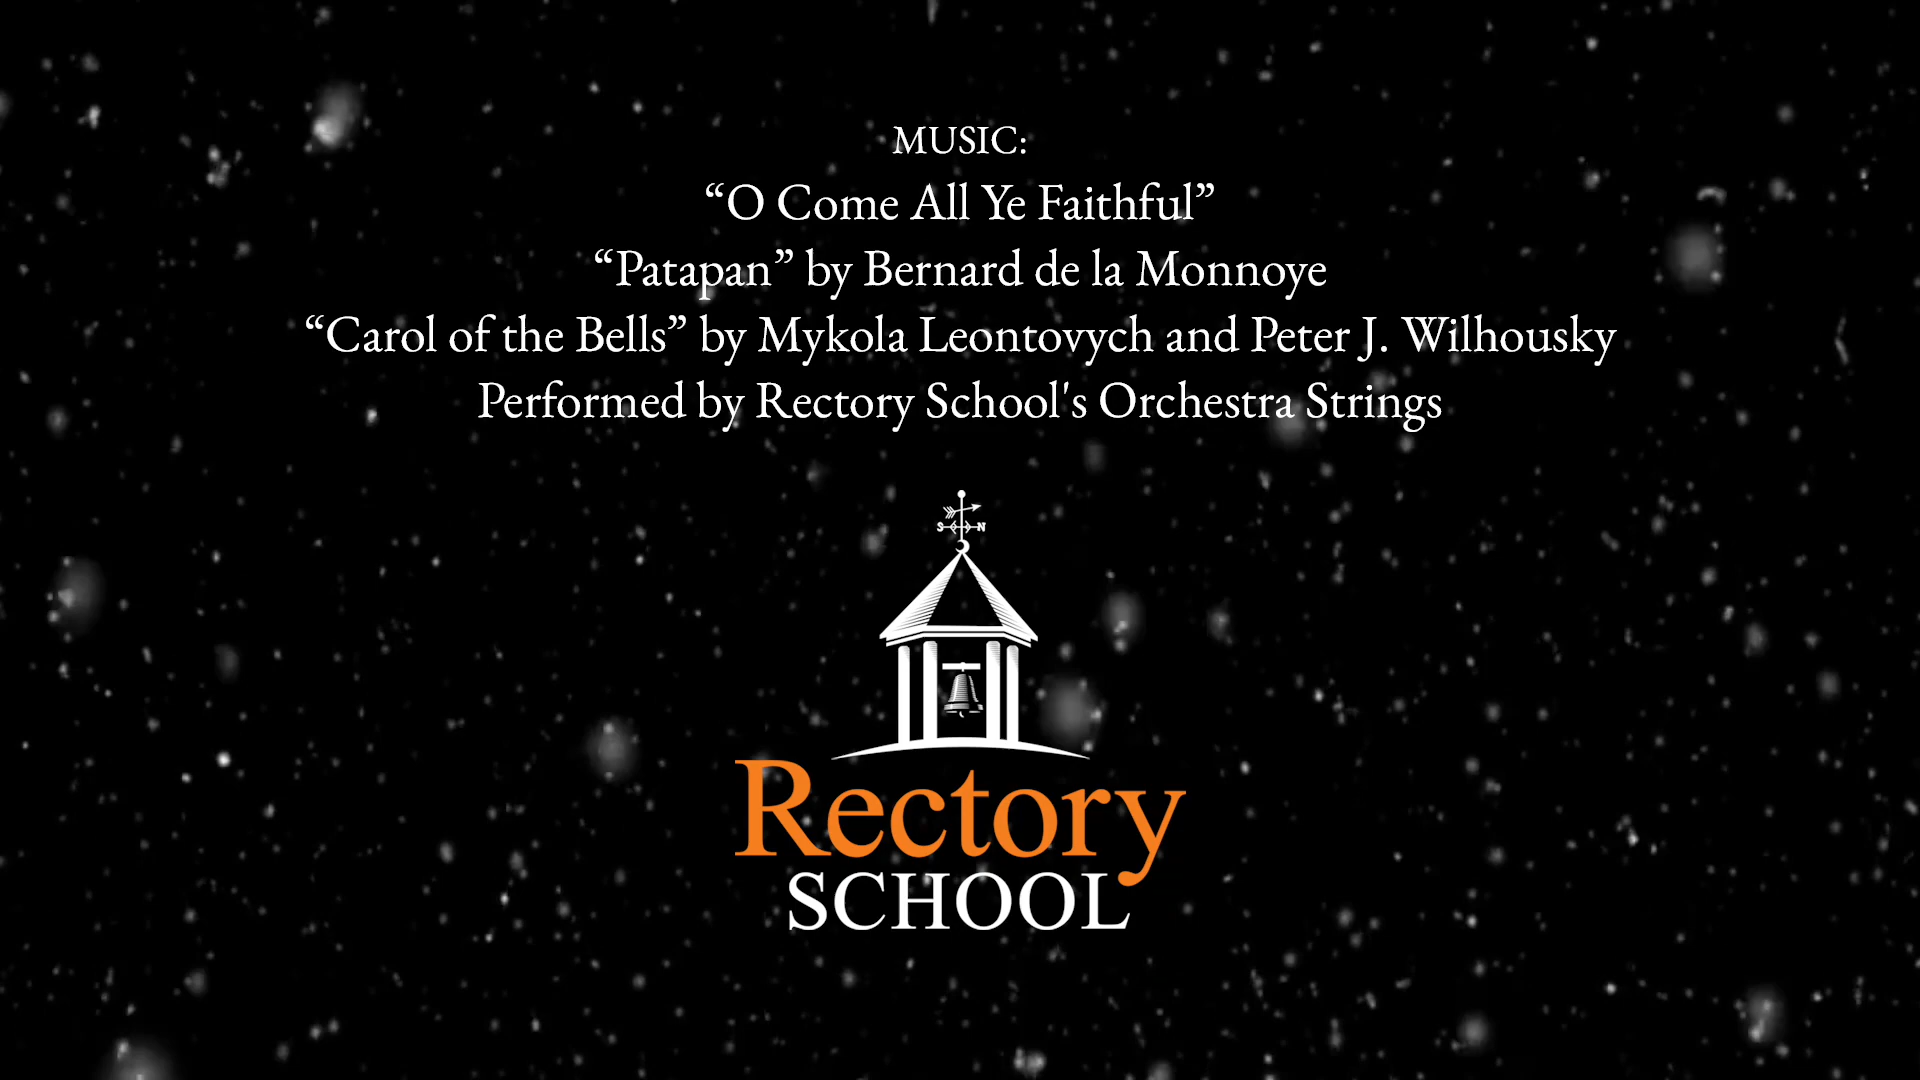 MUSIC:
“O Come All Ye Faithful”
“Patapan” by Bernard de la Monnoye
“Carol of the Bells” by Mykola Leontovych and Peter J. Wilhousky
Performed by Rectory School's Orchestra Strings
S N
Rectory
SCHOOL